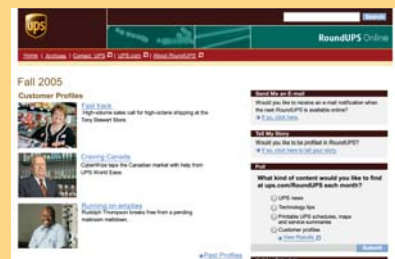 ups
Search
RoundUPS Online
Home | Archives | Contact UPS | UPS.com | About RoundUPS
Fall 2005
Customer Profiles
Fast track
High-volume sales call for high-octane shipping at the
Tony Stewart Store.
Craving Canada
CyberWrite taps the Canadian market with help from
UPS World Ease.
Running on empties
Rudolph Thompson breaks free from a pending
mailroom meltdown.
Past Profiles
Send Me an E-mail
Would you like to receive an e-mail notification when
the next RoundUPS is available online?
If so, click here.
Tell My Story
Would you like to be profiled in RoundUPS?
If so, click here to tell your story.
Poll
What kind of content would you like to find
at ups.com/RoundUPS each month?
UPS news
Technology tips
Printable UPS schedules, maps
and service summaries
Customer profiles
View Results
Submit